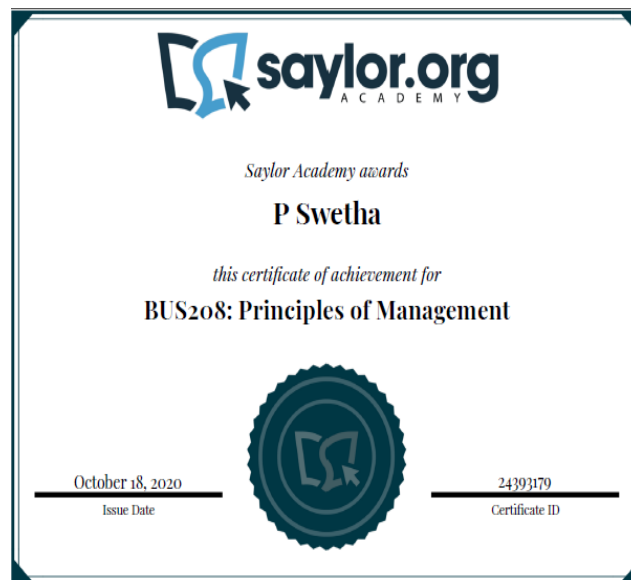 saylor.org
ACADEMY
Saylor Academy awards
P Swetha
this certificate of achievement for
BUS208: Principles of Management
October 18, 2020
Issue Date
24393179
Certificate ID